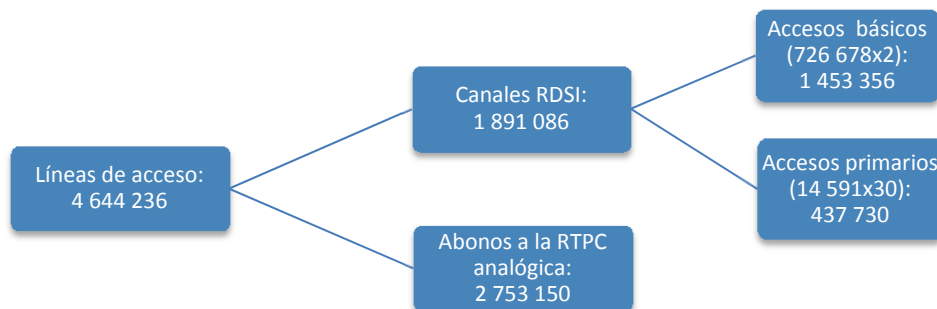 Líneas de acceso:
4 644 236
Canales RDSI:
1 891 086
Abonos a la RTPC
analógica:
2 753 150
Accesos básicos
(726 678x2):
1 453 356
Accesos primarios
(14 591x30):
437 730